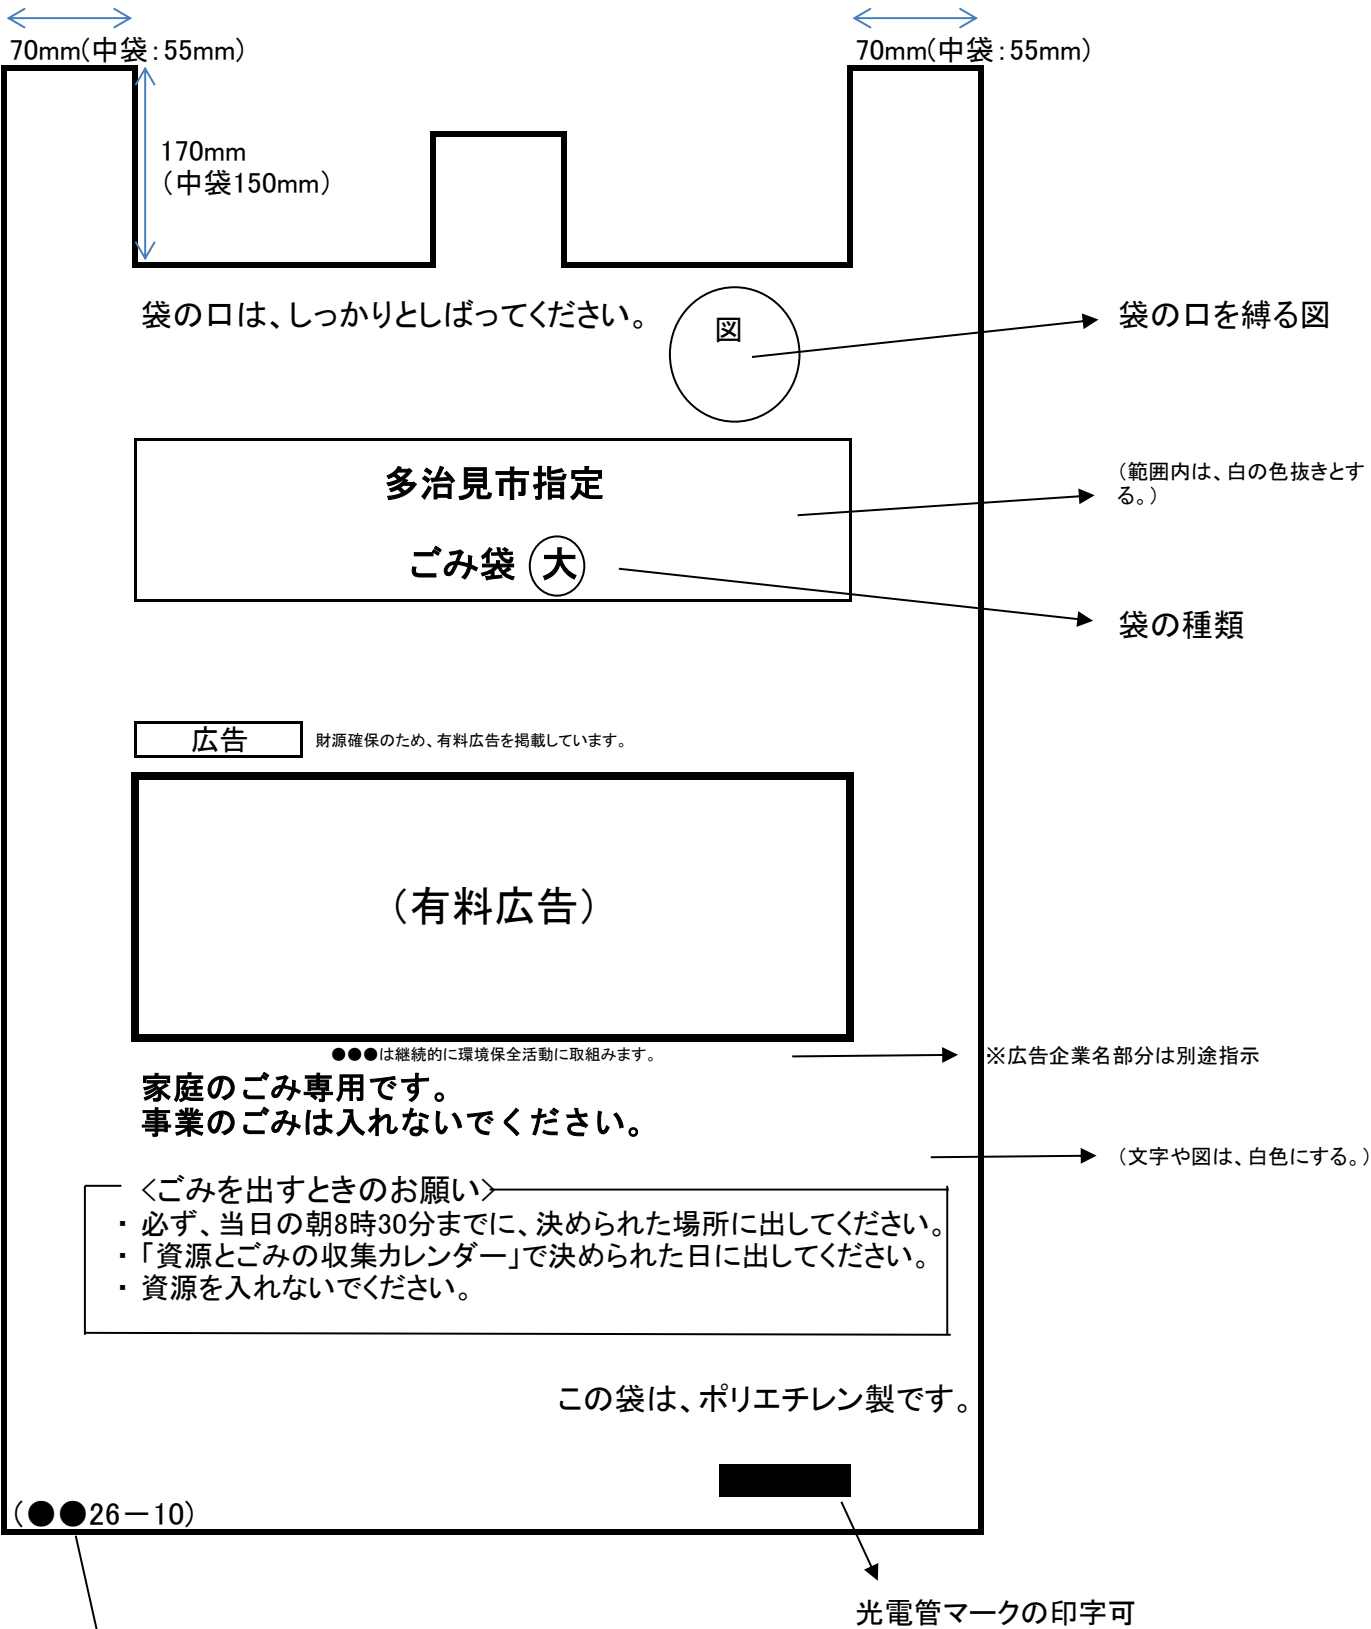 70mm(中袋:55mm)
70mm(中袋:55mm)
170mm
(中袋150mm)
袋の口は、しっかりとしばってください。
図
袋の口を縛る図
多治見市指定
(範囲内は、白の色抜きとす
る。)
ごみ袋 大
袋の種類
広告
財源確保のため、有料広告を掲載しています。
(有料広告)
●●●は継続的に環境保全活動に取組みます。
※広告企業名部分は別途指示
家庭のごみ専用です。
事業のごみは入れないでください。
(文字や図は、白色にする。)
<ごみを出すときのお願い>
・ 必ず、当日の朝8時30分までに、決められた場所に出してください。
・ 「資源とごみの収集カレンダー」で決められた日に出してください。
・ 資源を入れないでください。
この袋は、ポリエチレン製です。
(●●26-10)
光電管マークの印字可